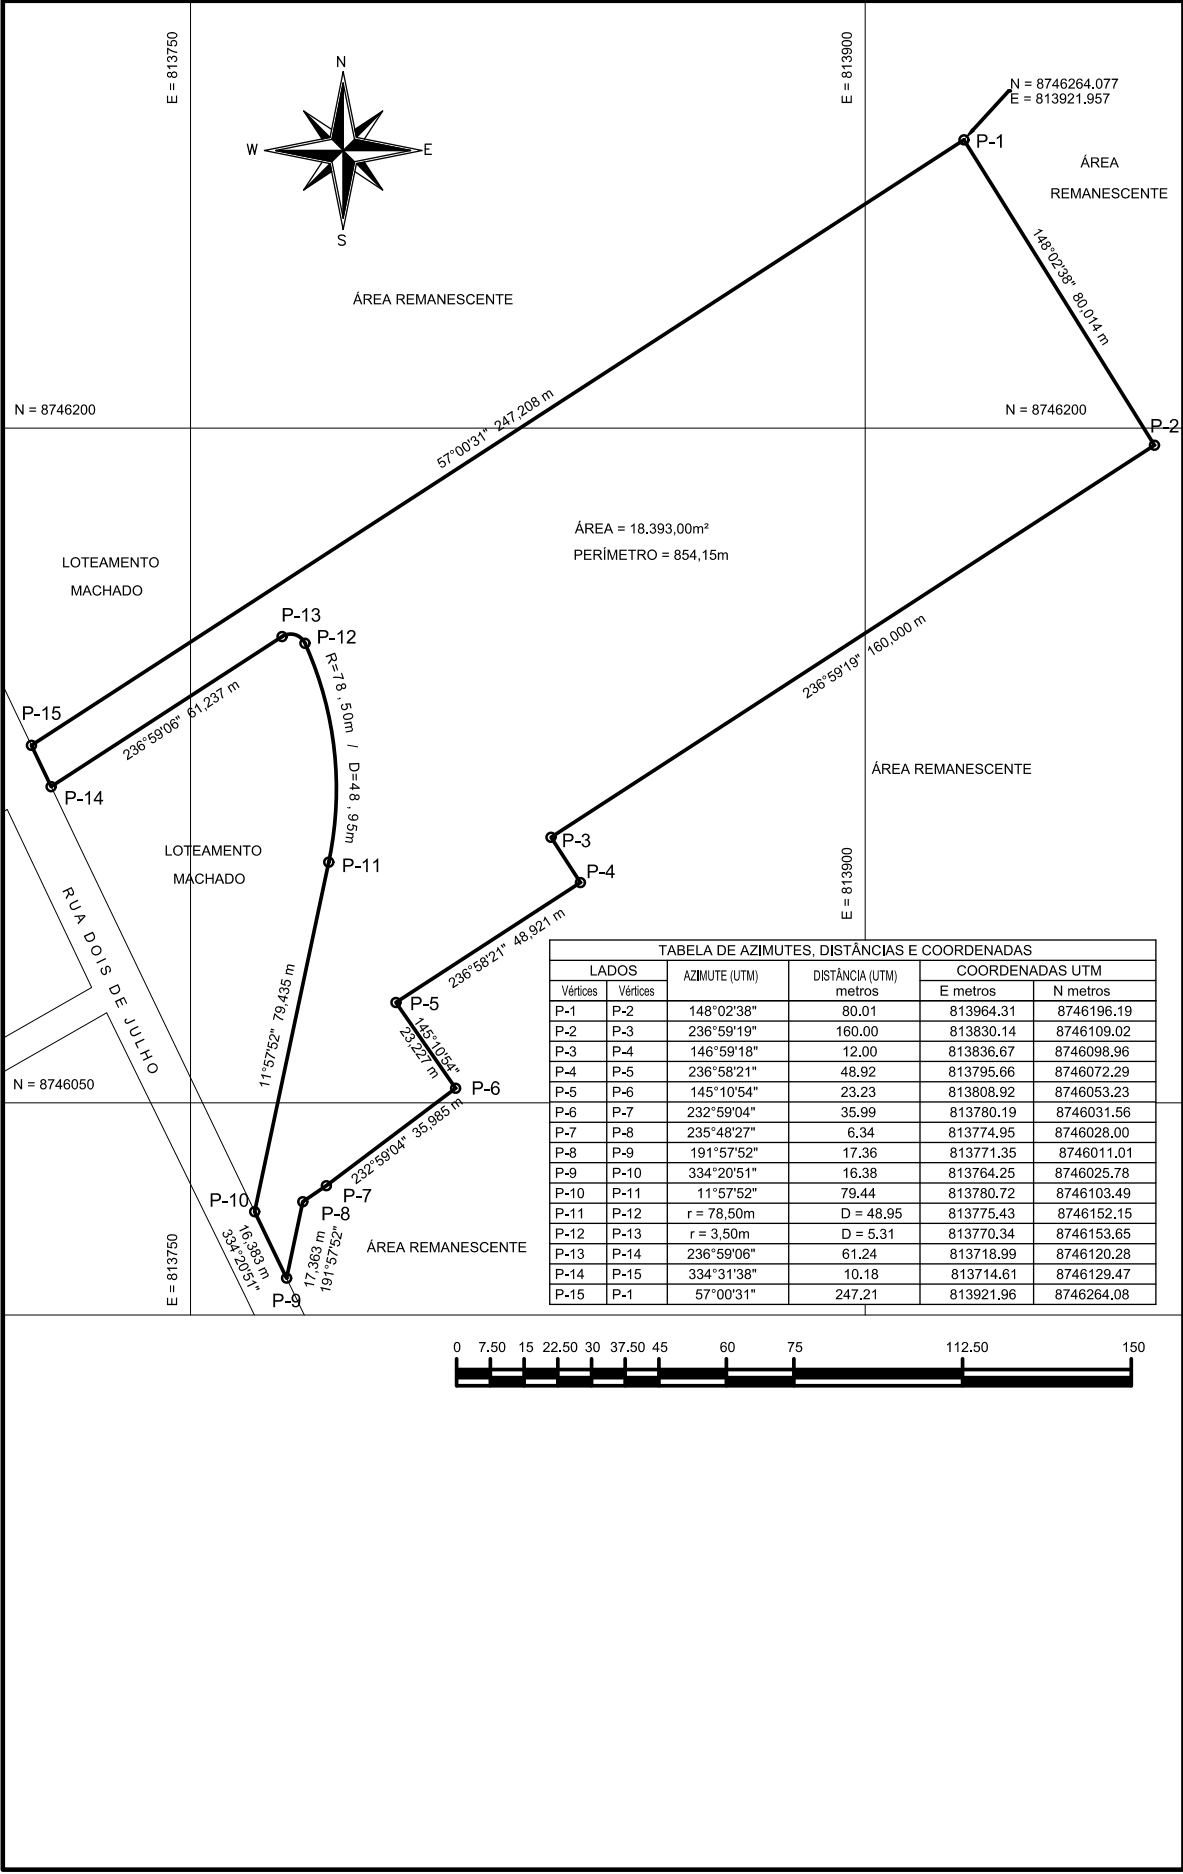 E = 813750
E = 813900
N
W
E
S
N = 8746264.077
E = 813921.957
P-1
ÁREA
REMANESCENTE
148°02'38" 80,014 m
ÁREA REMANESCENTE
N = 8746200
N = 8746200
57°00'31" 247,208 m
P-2
ÁREA = 18.393,00m²
PERÍMETRO = 854,15m
LOTEAMENTO
MACHADO
P-13
P-12
R=78,50m / D=48,95m
236°59'19" 160,000 m
236°59'06" 61,237 m
P-15
P-14
ÁREA REMANESCENTE
P-3
P-4
LOTEAMENTO
MACHADO
P-11
E = 813900
RUA DOIS DE JULHO
236°58'21" 48,921 m
11°57'52" 79,435 m
P-5
145°10'54"
23,227 m
N = 8746050
P-6
232°59'04" 35,985 m
P-7
P-8
P-10
16,383 m
334°20'51"
17,363 m
191°57'52"
P-9
ÁREA REMANESCENTE
E = 813750
TABELA DE AZIMUTES, DISTÂNCIAS E COORDENADAS
LADOS AZIMUTE (UTM) DISTÂNCIA (UTM) COORDENADAS UTM
Vértices Vértices metros E metros N metros
P-1 P-2 148°02'38" 80.01 813964.31 8746196.19
P-2 P-3 236°59'19" 160.00 813830.14 8746109.02
P-3 P-4 146°59'18" 12.00 813836.67 8746098.96
P-4 P-5 236°58'21" 48.92 813795.66 8746072.29
P-5 P-6 145°10'54" 23.23 813808.92 8746053.23
P-6 P-7 232°59'04" 35.99 813780.19 8746031.56
P-7 P-8 235°48'27" 6.34 813774.95 8746028.00
P-8 P-9 191°57'52" 17.36 813771.35 8746011.01
P-9 P-10 334°20'51" 16.38 813764.25 8746025.78
P-10 P-11 11°57'52" 79.44 813780.72 8746103.49
P-11 P-12 r = 78,50m D = 48.95 813775.43 8746152.15
P-12 P-13 r = 3,50m D = 5.31 813770.34 8746153.65
P-13 P-14 236°59'06" 61.24 813718.99 8746120.28
P-14 P-15 334°31'38" 10.18 813714.61 8746129.47
P-15 P-1 57°00'31" 247.21 813921.96 8746264.08
0 7.50 15 22.50 30 37.50 45 60 75 112.50 150